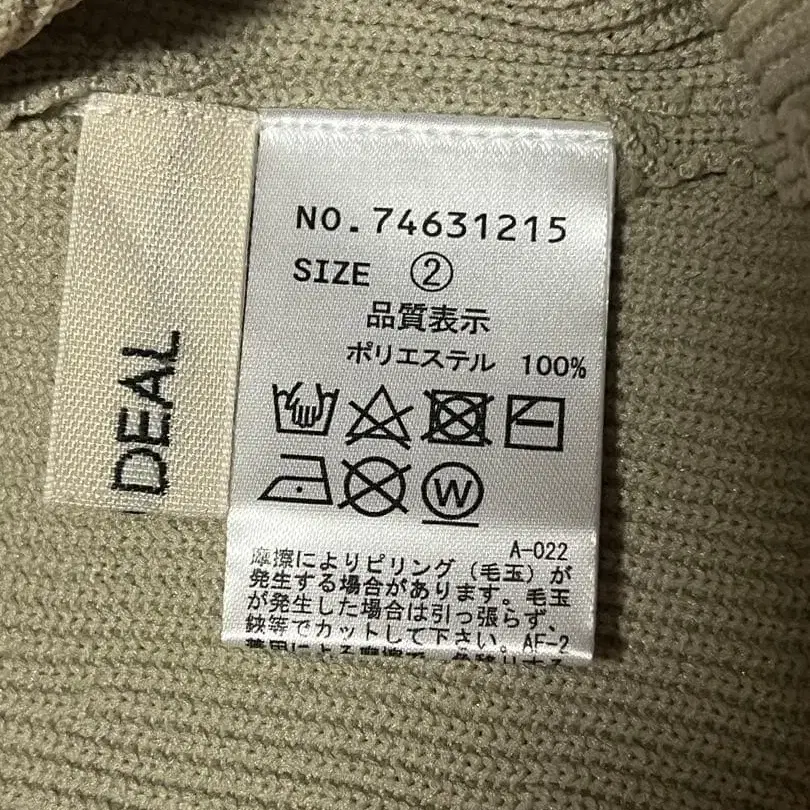 DEAL
NO.74631215
SIZE ②
品質表示
ポリエステル 100%
W
A-022
摩擦によりピリング（毛玉）が
発生する場合があります。毛玉
が発生した場合は引っ張らず、
鋏等でカットして下さい。AF-2